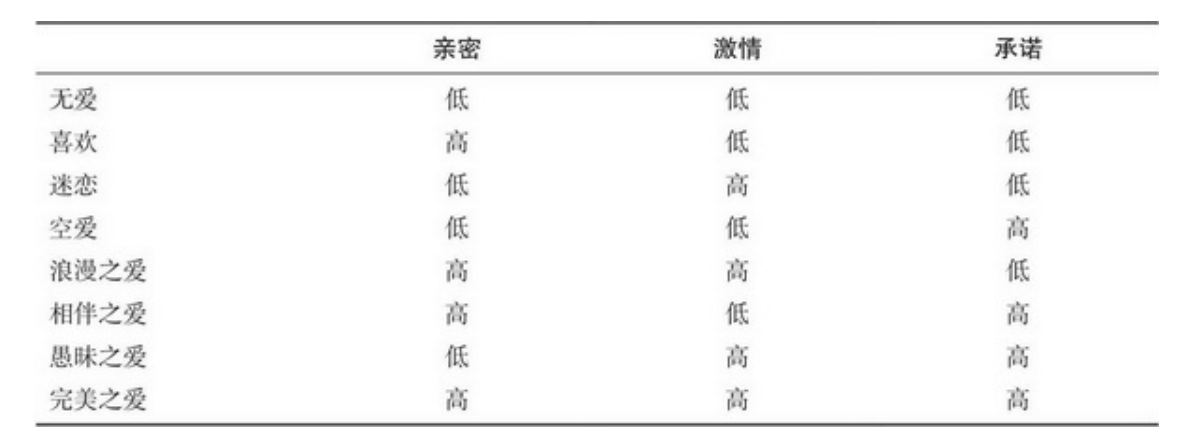 亲密 激情 承诺
无爱 低 低 低
喜欢 高 低 低
迷恋 低 高 低
空爱 低 低 高
浪漫之爱 高 高 低
相伴之爱 高 低 高
愚昧之爱 低 高 高
完美之爱 高 高 高